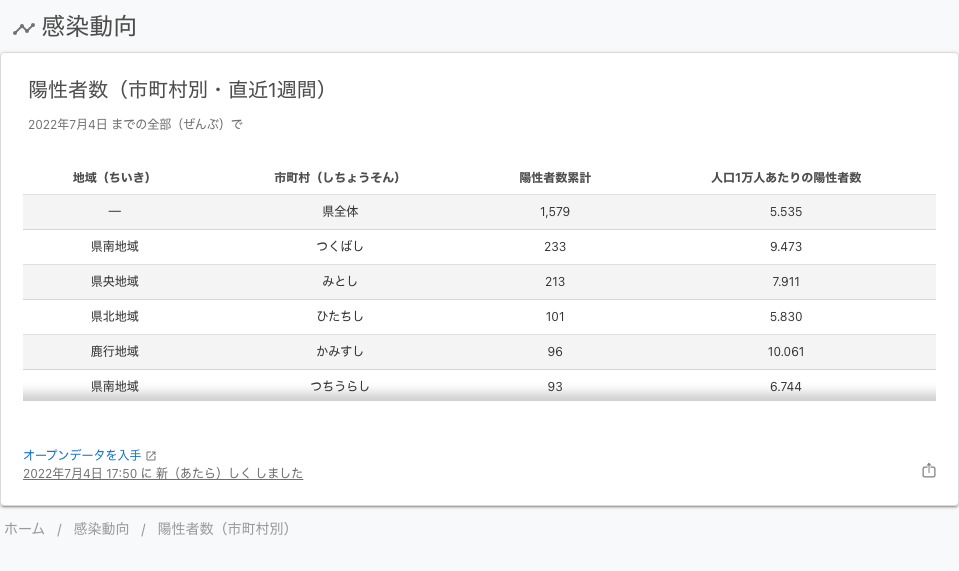 感染動向
陽性者数（市町村別・直近1週間）
2022年7月4日 までの全部（ぜんぶ）で
地域（ちいき） 市町村（しちょうそん） 陽性者数累計 人口1万人あたりの陽性者数
— 県全体 1,579 5.535
県南地域 つくばし 233 9.473
県央地域 みとし 213 7.911
県北地域 ひたちし 101 5.830
鹿行地域 かみすし 96 10.061
県南地域 つちうらし 93 6.744
オープンデータを入手
2022年7月4日 17:50 に 新（あたら）しく しました
ホーム / 感染動向 / 陽性者数（市町村別）